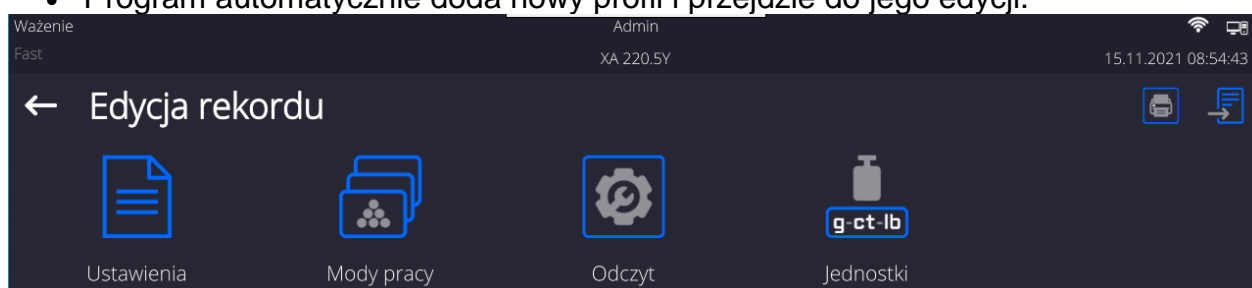 • Program automatycznie doda nowy profil i przejdzie do jego edycji.
Ważenie Admin
Fast XA 220.5Y 15.11.2021 08:54:43
Edycja rekordu
g-ct-lb
Ustawienia Mody pracy Odczyt Jednostki